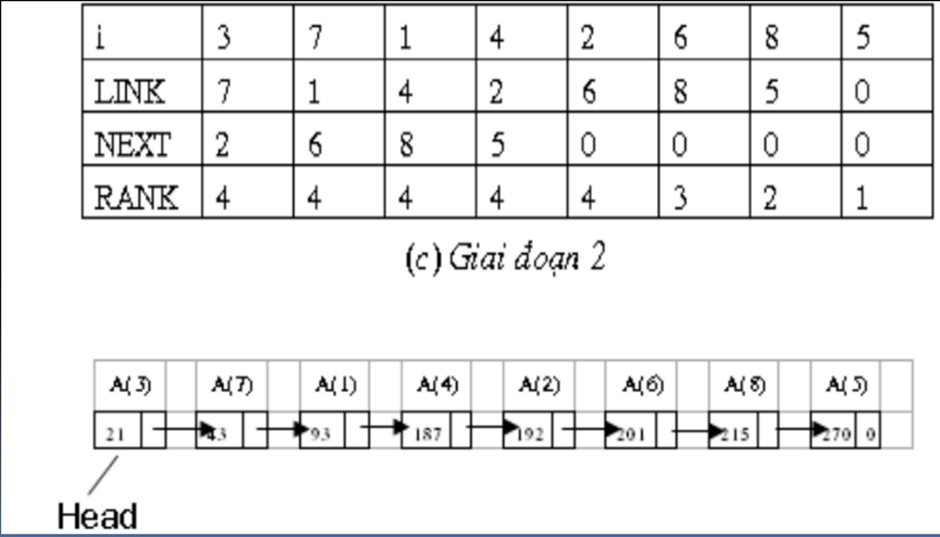 i 3 7 1 4 2 6 8 5
LINK 7 1 4 2 6 8 5 0
NEXT 2 6 8 5 0 0 0 0
RANK 4 4 4 4 4 3 2 1
(c) Giai đoạn 2
A(3) A(7) A(1) A(4) A(2) A(6) A(8) A(5)
21 43 93 187 192 201 215 270 0
Head